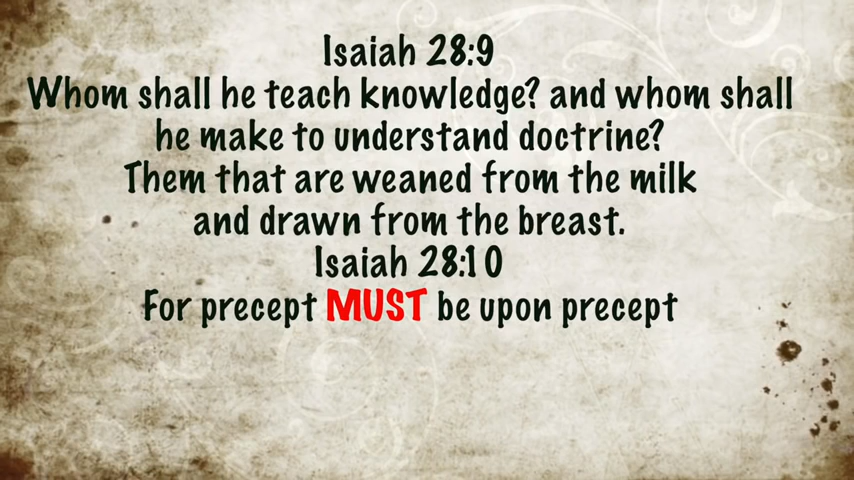 Isaiah 28:9
Whom shall he teach knowledge? and whom shall
he make to understand doctrine?
Them that are weaned from the milk
and drawn from the breast.
Isaiah 28:10
For precept MUST be upon precept